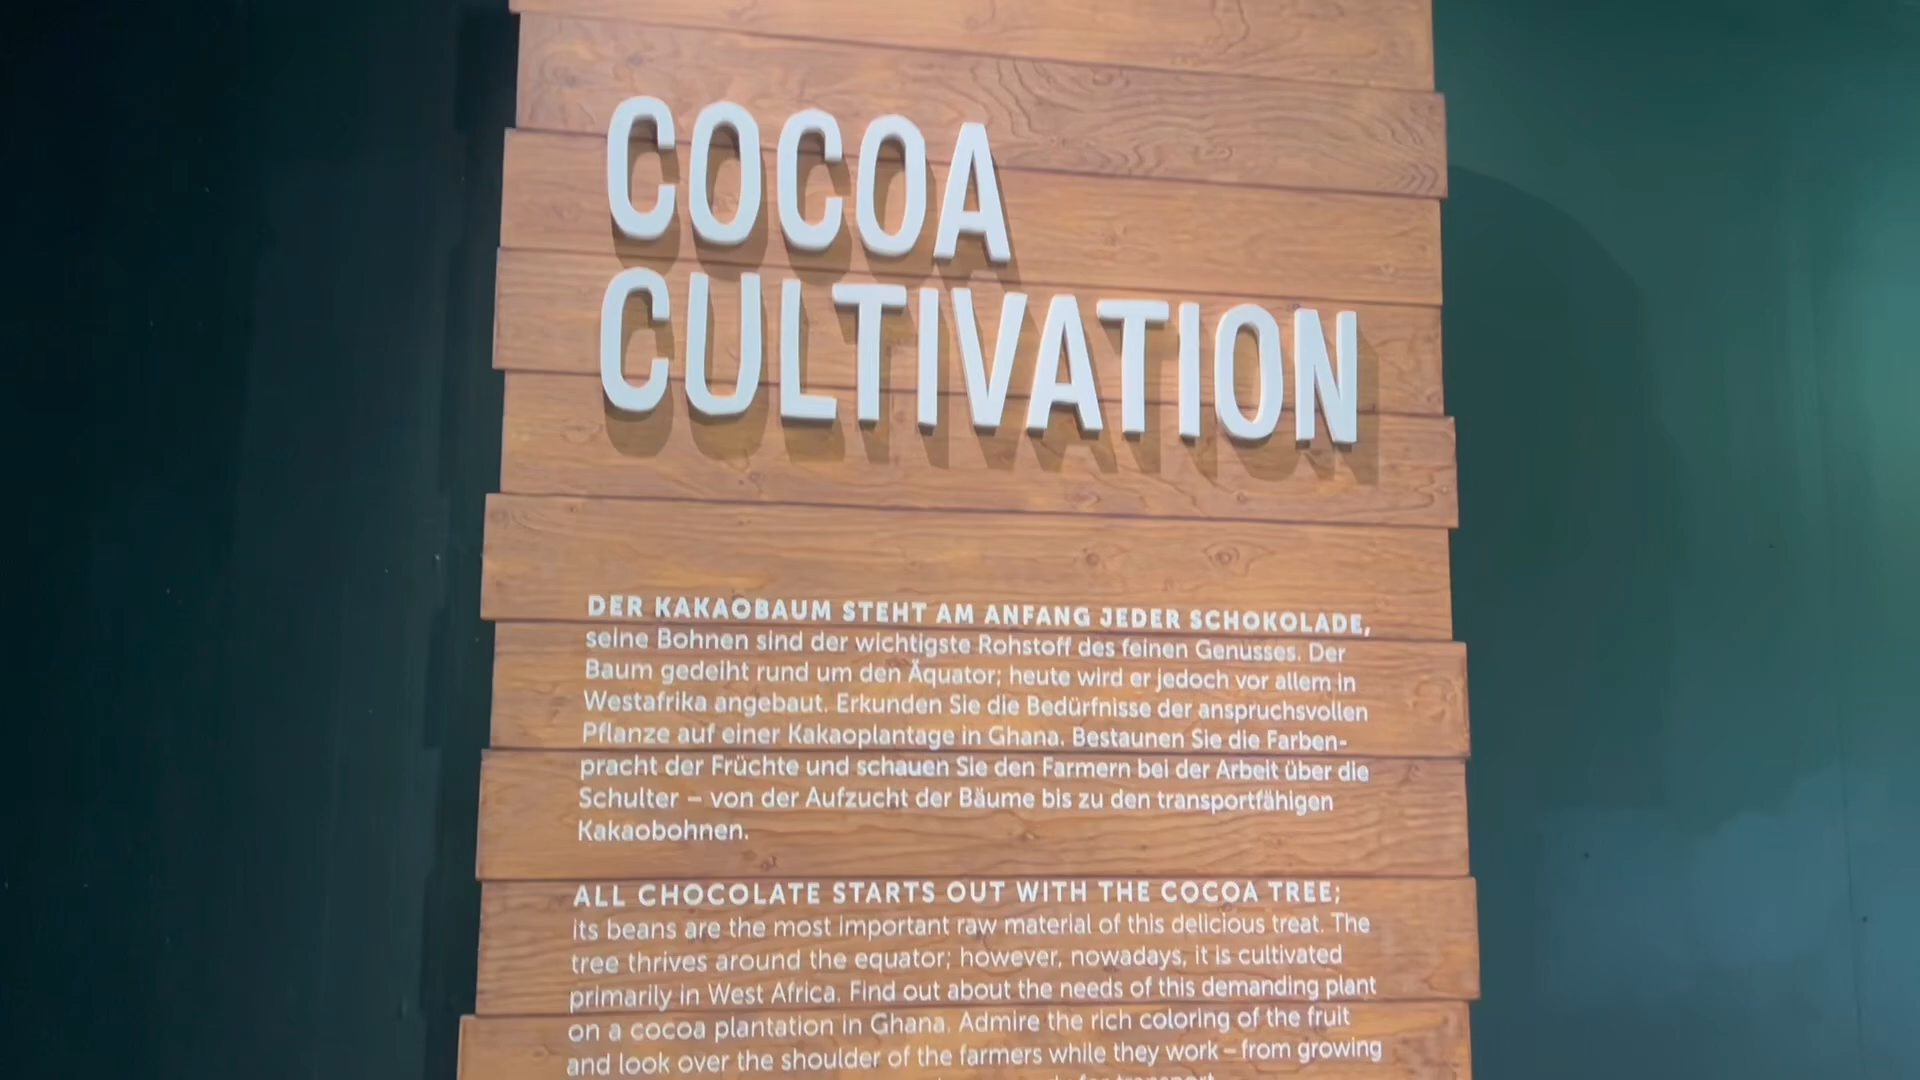 COCOA
CULTIVATION
DER KAKAOBAUM STEHT AM ANFANG JEDER SCHOKOLADE,
seine Bohnen sind der wichtigste Rohstoff des feinen Genusses. Der
Baum gedeiht rund um den Äquator; heute wird er jedoch vor allem in
Westafrika angebaut. Erkunden Sie die Bedürfnisse der anspruchsvollen
Pflanze auf einer Kakaoplantage in Ghana. Bestaunen Sie die Farben-
pracht der Früchte und schauen Sie den Farmern bei der Arbeit über die
Schulter – von der Aufzucht der Bäume bis zu den transportfähigen
Kakaobohnen.
ALL CHOCOLATE STARTS OUT WITH THE COCOA TREE;
its beans are the most important raw material of this delicious treat. The
tree thrives around the equator; however, nowadays, it is cultivated
primarily in West Africa. Find out about the needs of this demanding plant
on a cocoa plantation in Ghana. Admire the rich coloring of the fruit
and look over the shoulder of the farmers while they work – from growing
transport.